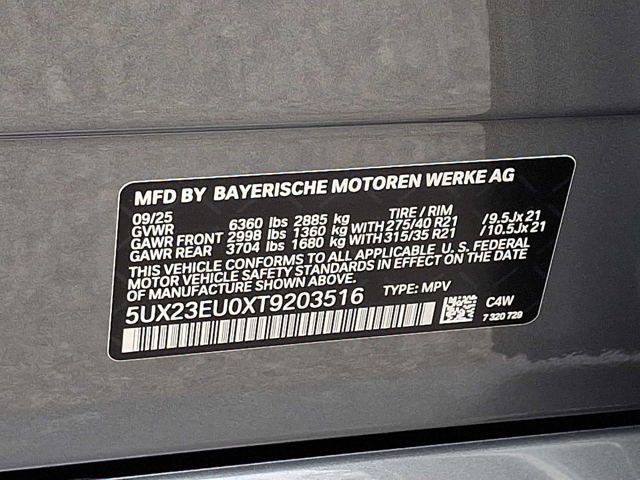 MFD BY BAYERISCHE MOTOREN WERKE AG
09/25 TIRE / RIM
GVWR 6360 lbs 2885 kg
GAWR FRONT 2998 lbs 1360 kg WITH 275/40 R21 /9.5Jx21
GAWR REAR 3704 lbs 1680 kg WITH 315/35 R21 /10.5Jx21
THIS VEHICLE CONFORMS TO ALL APPLICABLE U. S. FEDERAL
MOTOR VEHICLE SAFETY STANDARDS IN EFFECT ON THE DATE
OF MANUFACTURE SHOWN ABOVE.
5UX23EU0XT9203516 TYPE: MPV C4W
7 320 729